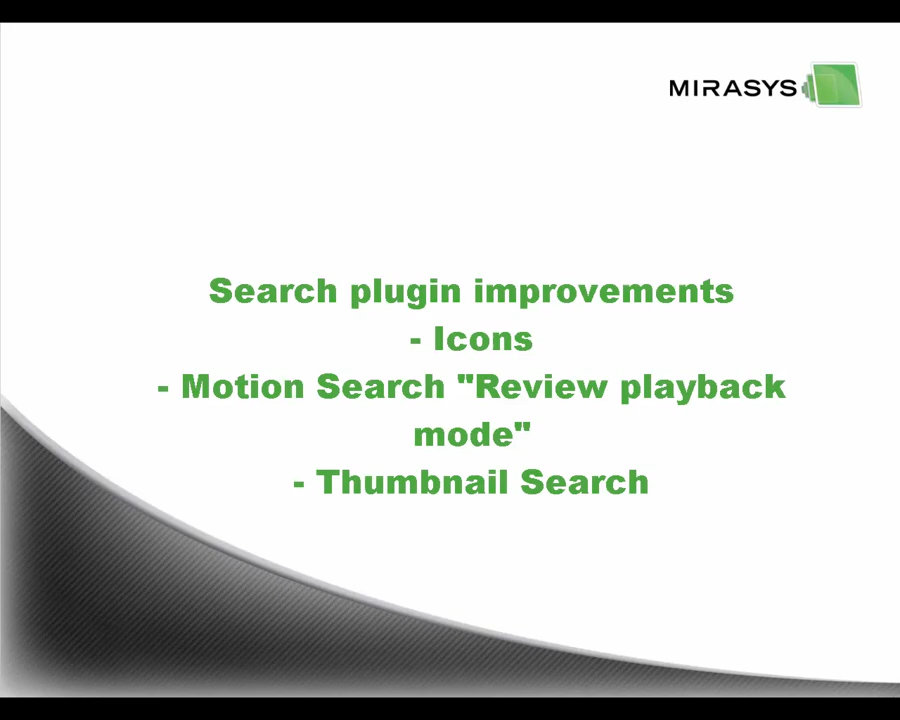 MIRASYS
Search plugin improvements
- Icons
- Motion Search "Review playback
mode"
- Thumbnail Search